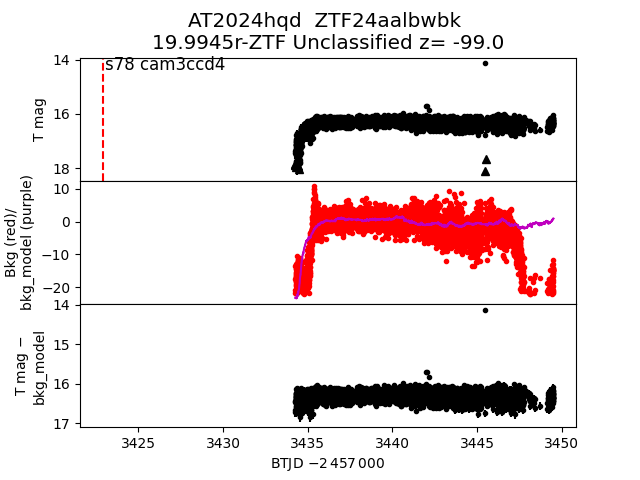 AT2024hqd  ZTF24aalbwbk
19.9945r-ZTF Unclassified z= -99.0
s78 cam3ccd4
14
16
18
T mag
10
0
−10
−20
Bkg (red)/
bkg_model (purple)
14
15
16
17
T mag −
bkg_model
3425
3430
3435
3440
3445
3450
BTJD −2 457 000